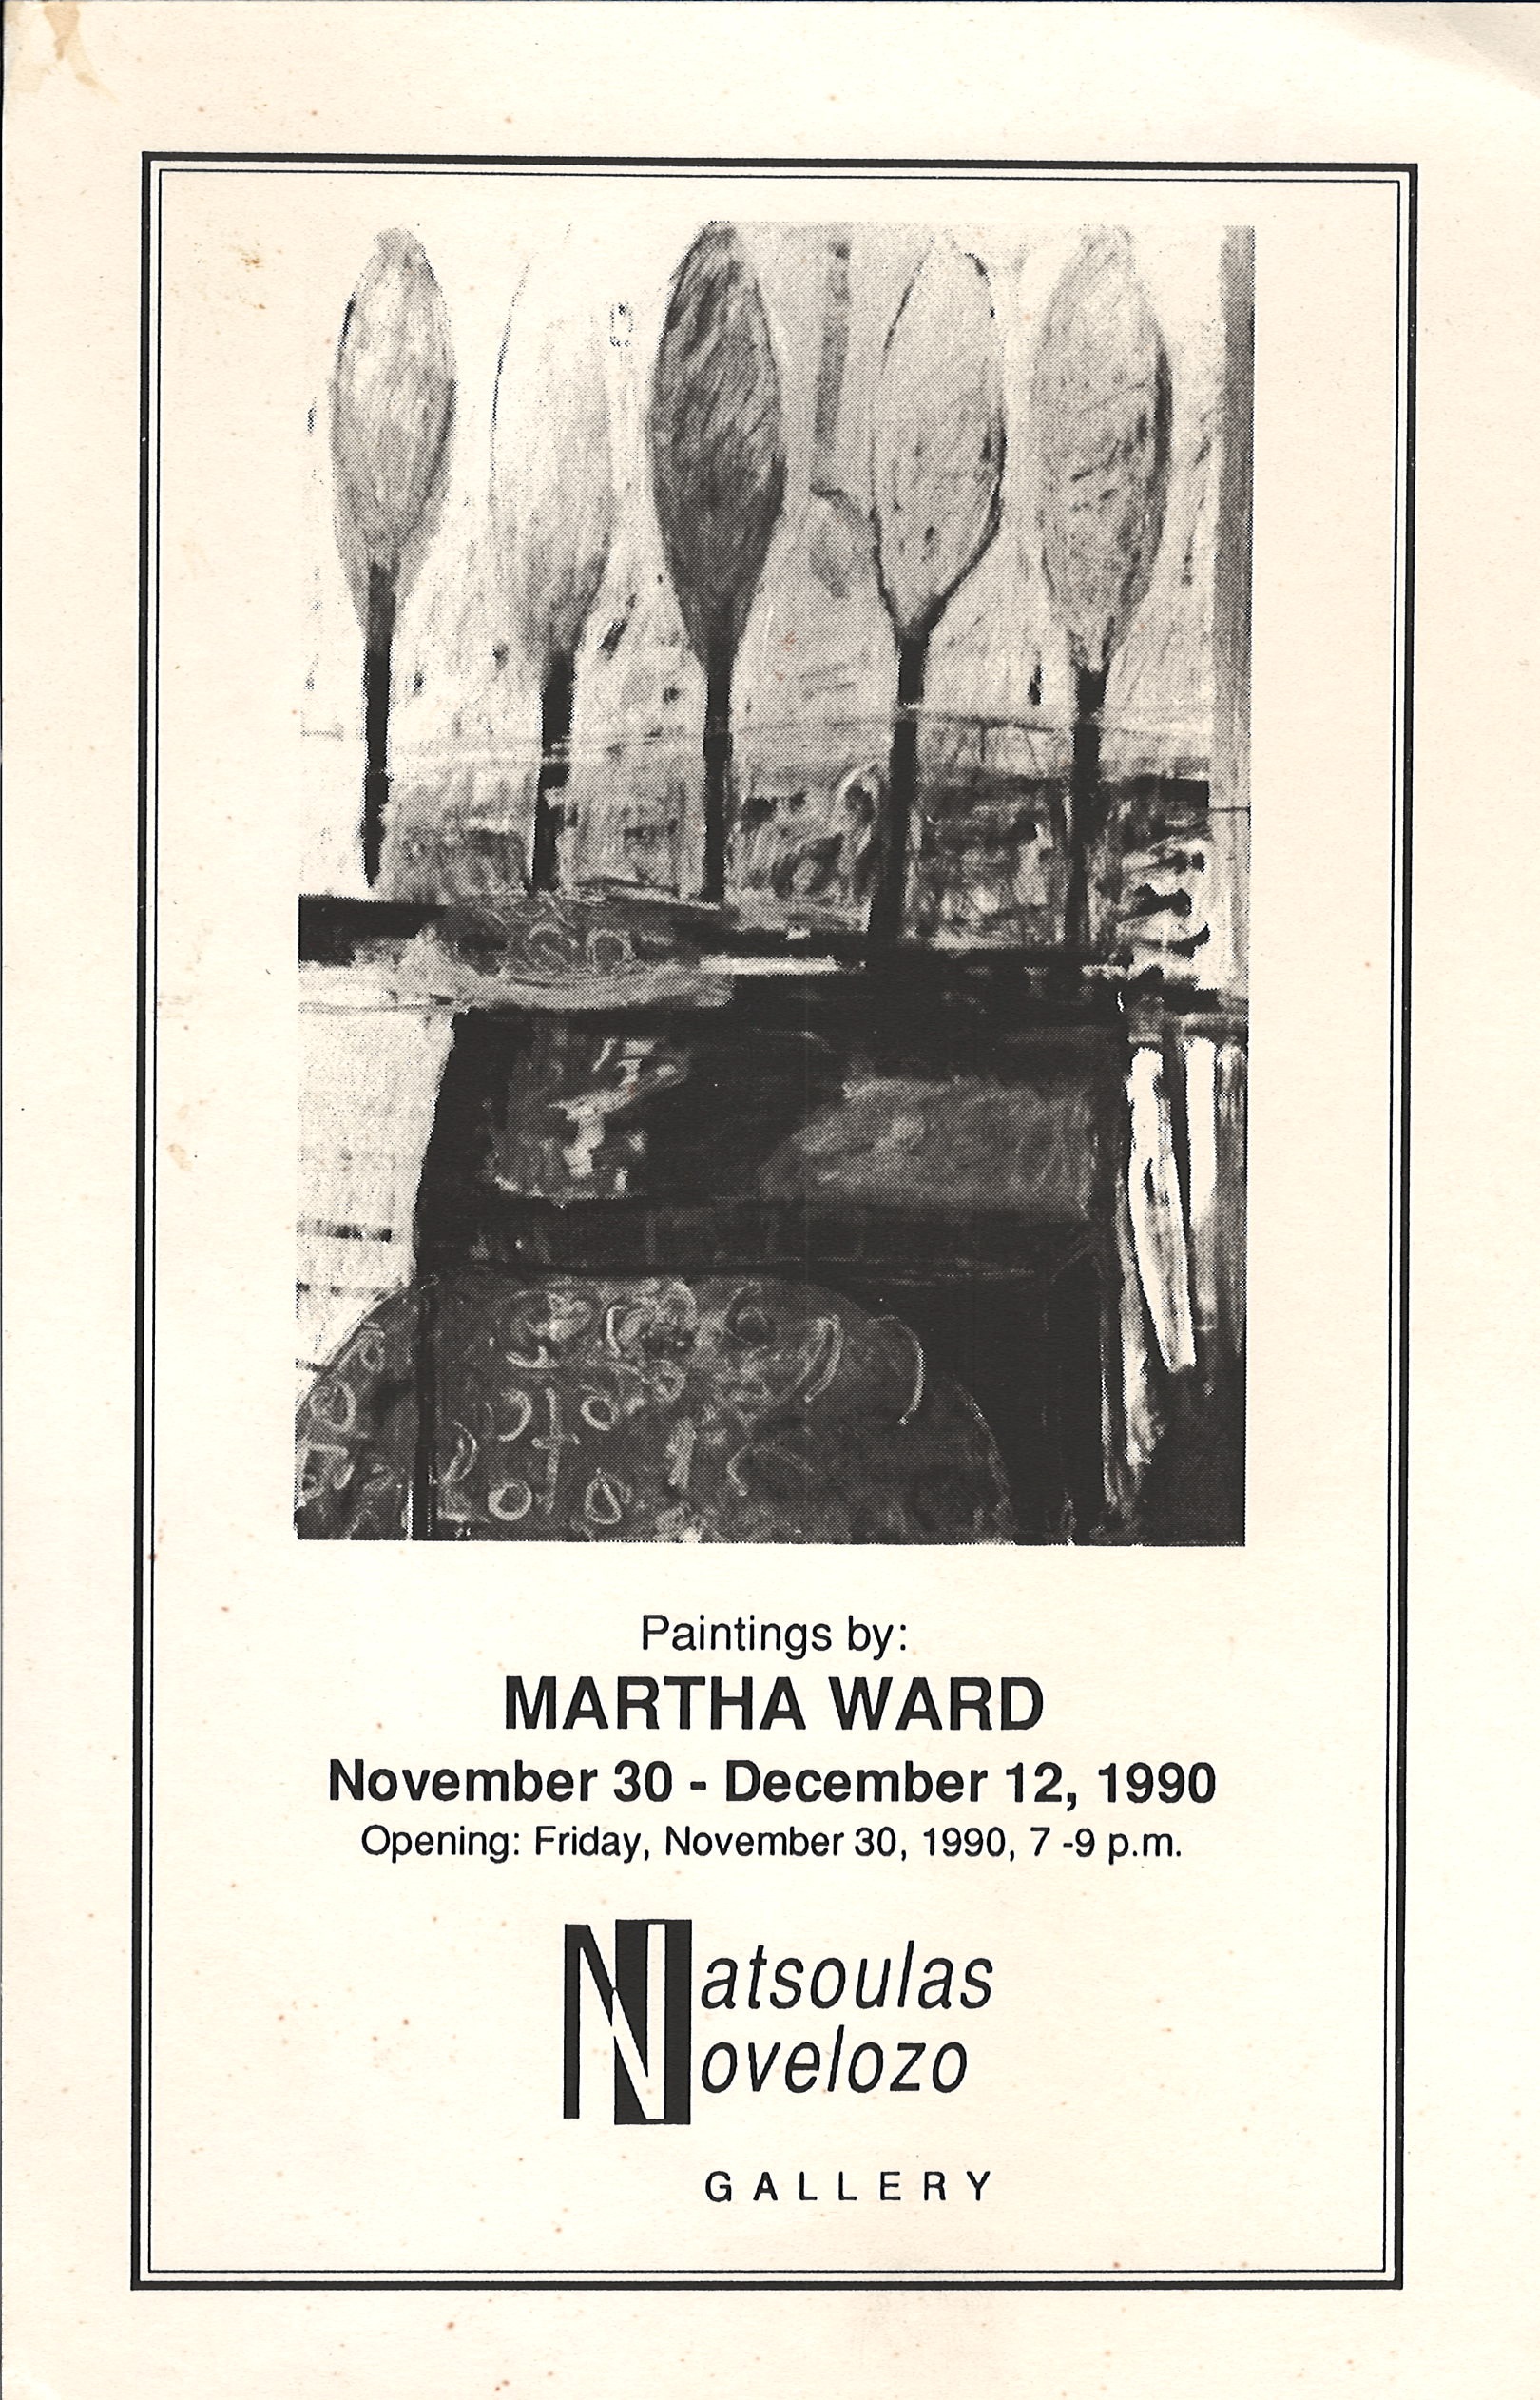 Paintings by:
MARTHA WARD
November 30 - December 12, 1990
Opening: Friday, November 30, 1990, 7 -9 p.m.
Natsoulas
Novelozo
GALLERY